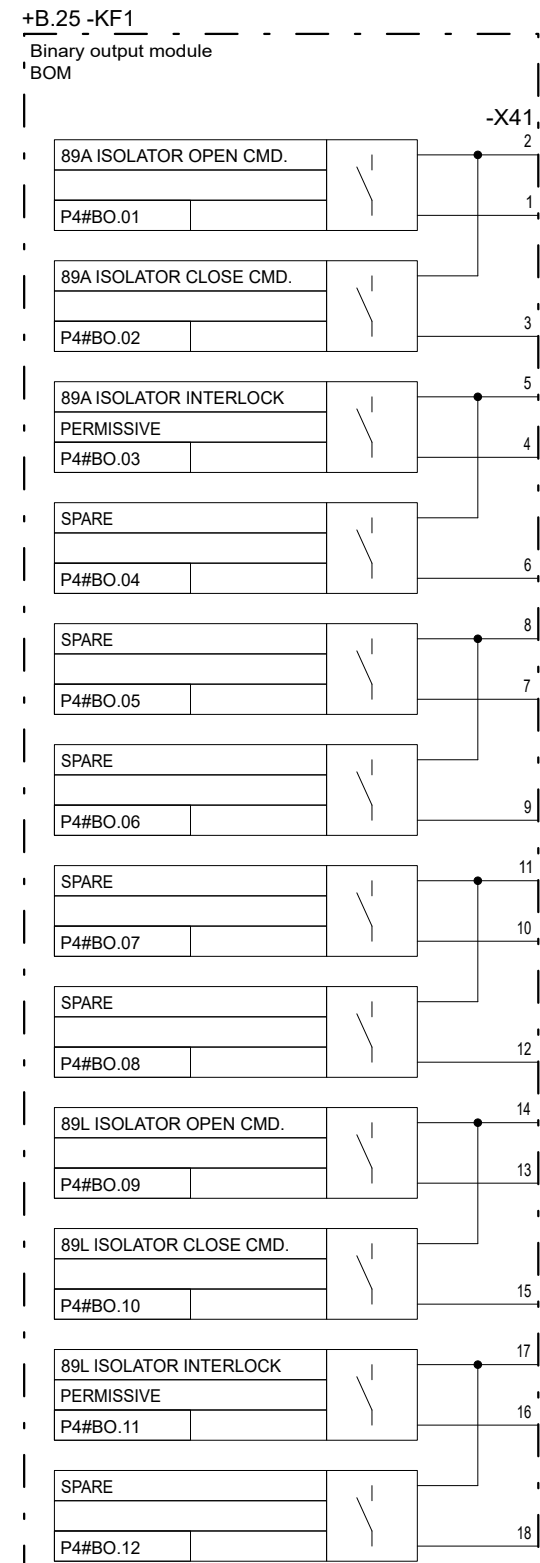 +B.25 -KF1
Binary output module
BOM
-X41
2
89A ISOLATOR OPEN CMD.
1
P4#BO.01
89A ISOLATOR CLOSE CMD.
3
P4#BO.02
5
89A ISOLATOR INTERLOCK
PERMISSIVE
4
P4#BO.03
SPARE
6
P4#BO.04
8
SPARE
7
P4#BO.05
SPARE
9
P4#BO.06
11
SPARE
10
P4#BO.07
SPARE
12
P4#BO.08
14
89L ISOLATOR OPEN CMD.
13
P4#BO.09
89L ISOLATOR CLOSE CMD.
15
P4#BO.10
17
89L ISOLATOR INTERLOCK
PERMISSIVE
16
P4#BO.11
SPARE
18
P4#BO.12